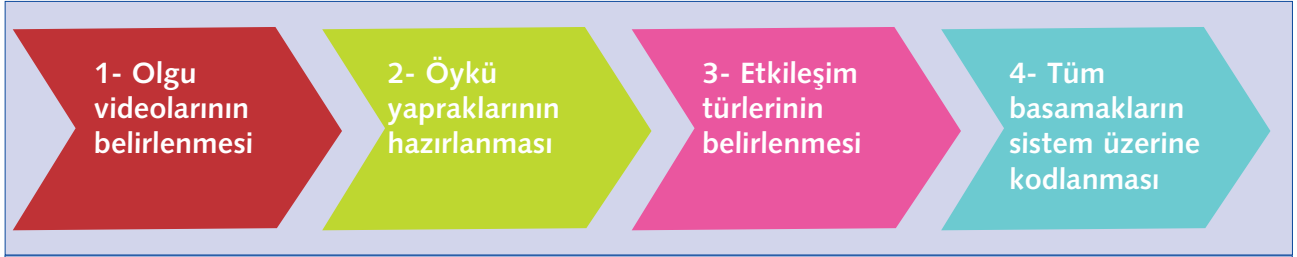 1- Olgu
videolarının
belirlenmesi
2- Öykü
yapraklarının
hazırlanması
3- Etkileşim
türlerinin
belirlenmesi
4- Tüm
basamakların
sistem üzerine
kodlanması